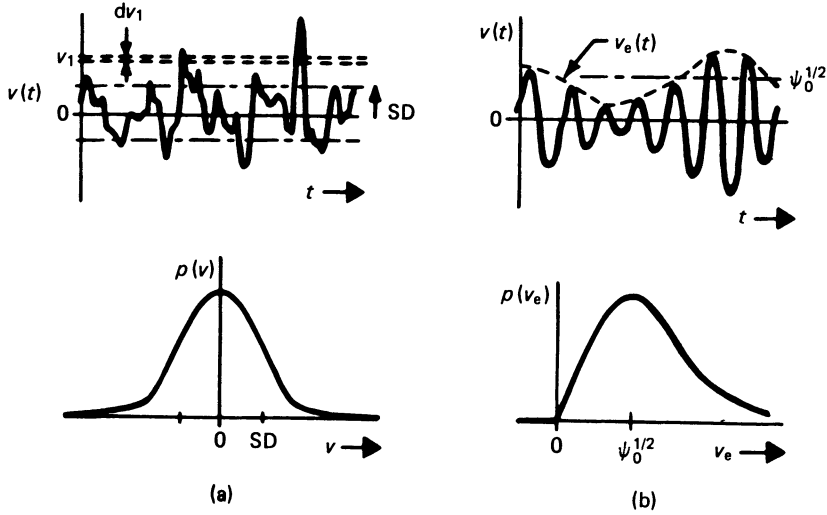 dv₁
v₁
v(t)
0
SD
t
p(v)
0
SD
v
(a)
v(t)
vₑ(t)
ψ₀^1/2
0
t
p(vₑ)
0
ψ₀^1/2
vₑ
(b)